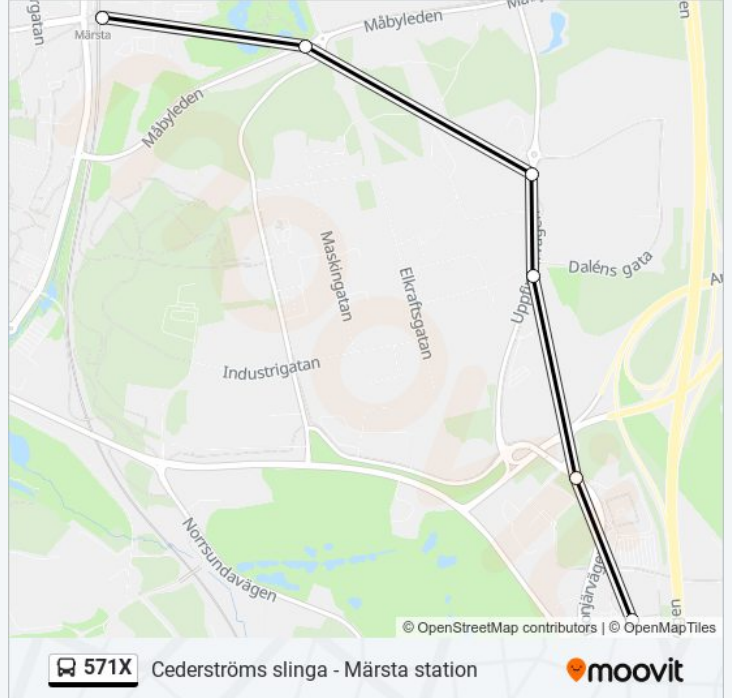 Måbyleden
Märsta
Måbyleden
Daléns gata
Maskingatan
Elkraftsgatan
Industrigatan
Norrsundavägen
© OpenStreetMap contributors | © OpenMapTiles
571X Cederströms slinga - Märsta station
moovit